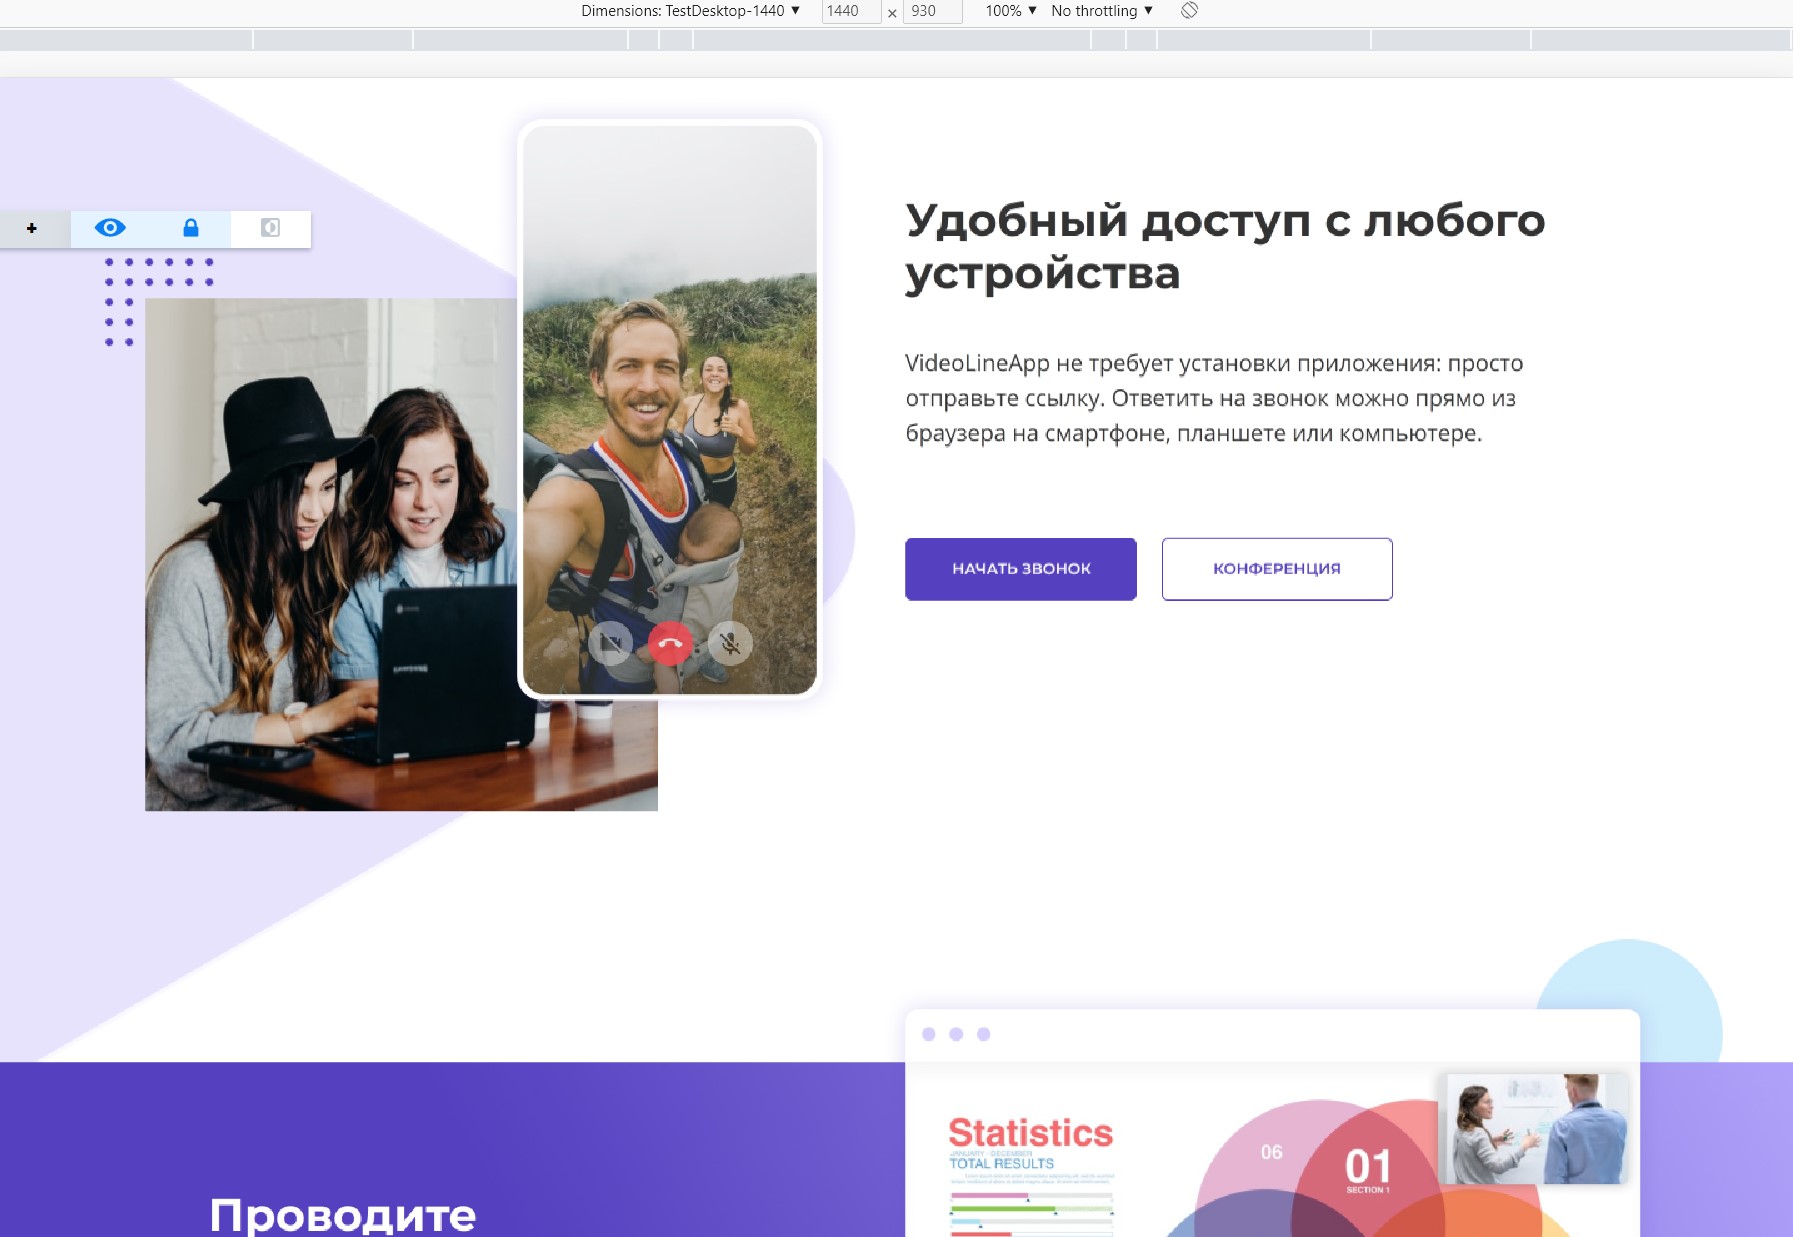 Dimensions: TestDesktop-1440 ▼ 1440 × 930 100% ▼ No throttling ▼
Удобный доступ с любого
устройства
VideoLineApp не требует установки приложения: просто
отправьте ссылку. Ответить на звонок можно прямо из
браузера на смартфоне, планшете или компьютере.
НАЧАТЬ ЗВОНОК
КОНФЕРЕНЦИЯ
SAMSUNG
Statistics
JANUARY - DECEMBER
TOTAL RESULTS
06
01
SECTION 1
Проводите